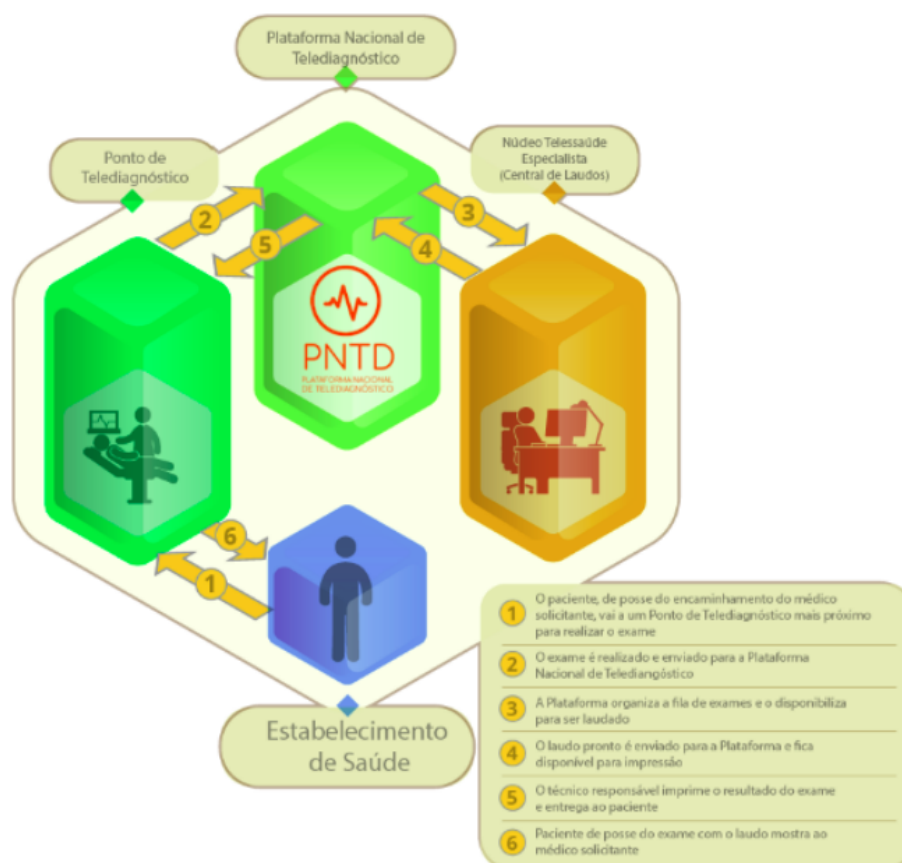 Plataforma Nacional de
Telediagnóstico
Ponto de
Telediagnóstico
Núcleo Telessaúde
Especialista
(Central de Laudos)
2
5
3
4
PNTD
PLATAFORMA NACIONAL
DE TELEDIAGNÓSTICO
6
1
Estabelecimento
de Saúde
1 O paciente, de posse do encaminhamento do médico
solicitante, vai a um Ponto de Telediagnóstico mais próximo
para realizar o exame
2 O exame é realizado e enviado para a Plataforma
Nacional de Telediangóstico
3 A Plataforma organiza a fila de exames e o disponibiliza
para ser laudado
4 O laudo pronto é enviado para a Plataforma e fica
disponível para impressão
5 O técnico responsável imprime o resultado do exame
e entrega ao paciente
6 Paciente de posse do exame com o laudo mostra ao
médico solicitante